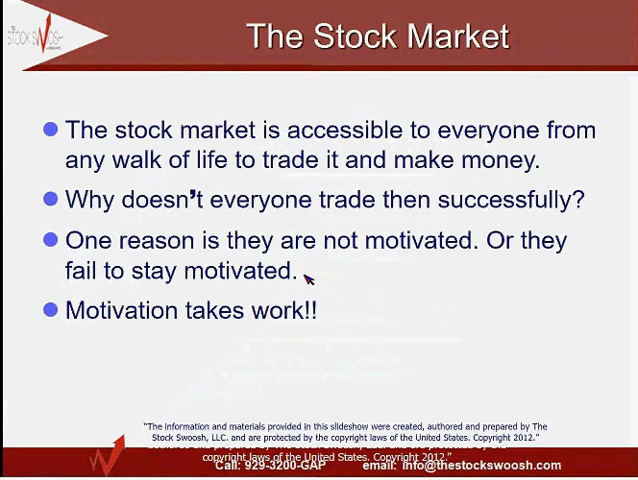 The Stock Market
The stock market is accessible to everyone from
any walk of life to trade it and make money.
Why doesn't everyone trade then successfully?
One reason is they are not motivated. Or they
fail to stay motivated.
Motivation takes work!!
"The information and materials provided in this slideshow were created, authored and prepared by The
Stock Swoosh, LLC. and are protected by the copyright laws of the United States. Copyright 2012."
copyright laws of the United States. Copyright 2012."
Call: 929-3200-GAP email: info@thestockswoosh.com